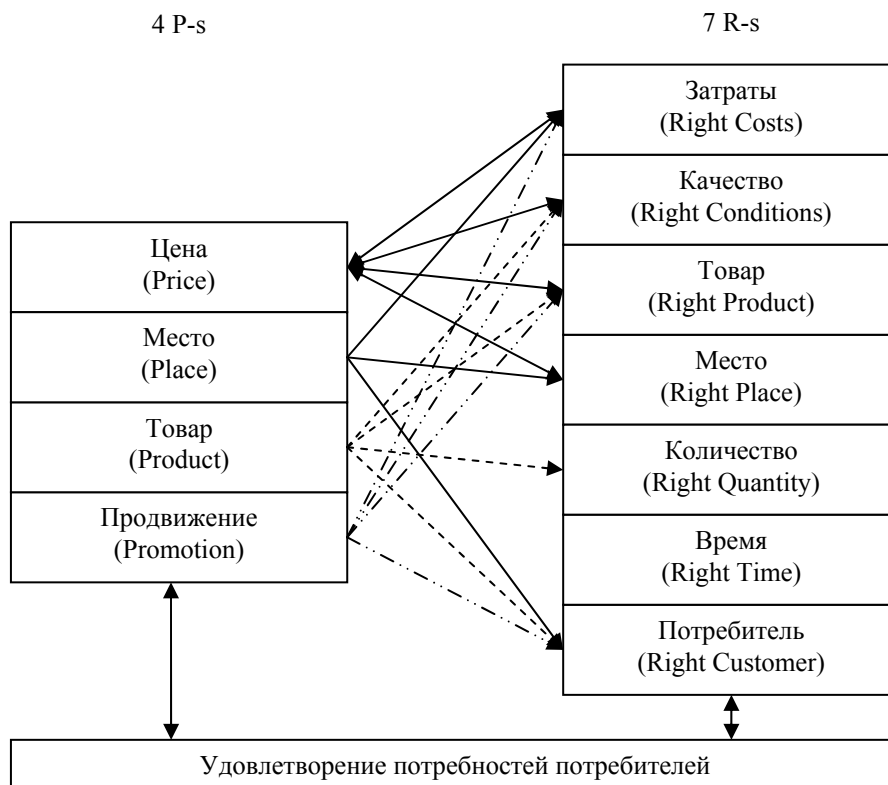 4 P-s
7 R-s
Цена
(Price)
Место
(Place)
Товар
(Product)
Продвижение
(Promotion)
Затраты
(Right Costs)
Качество
(Right Conditions)
Товар
(Right Product)
Место
(Right Place)
Количество
(Right Quantity)
Время
(Right Time)
Потребитель
(Right Customer)
Удовлетворение потребностей потребителей